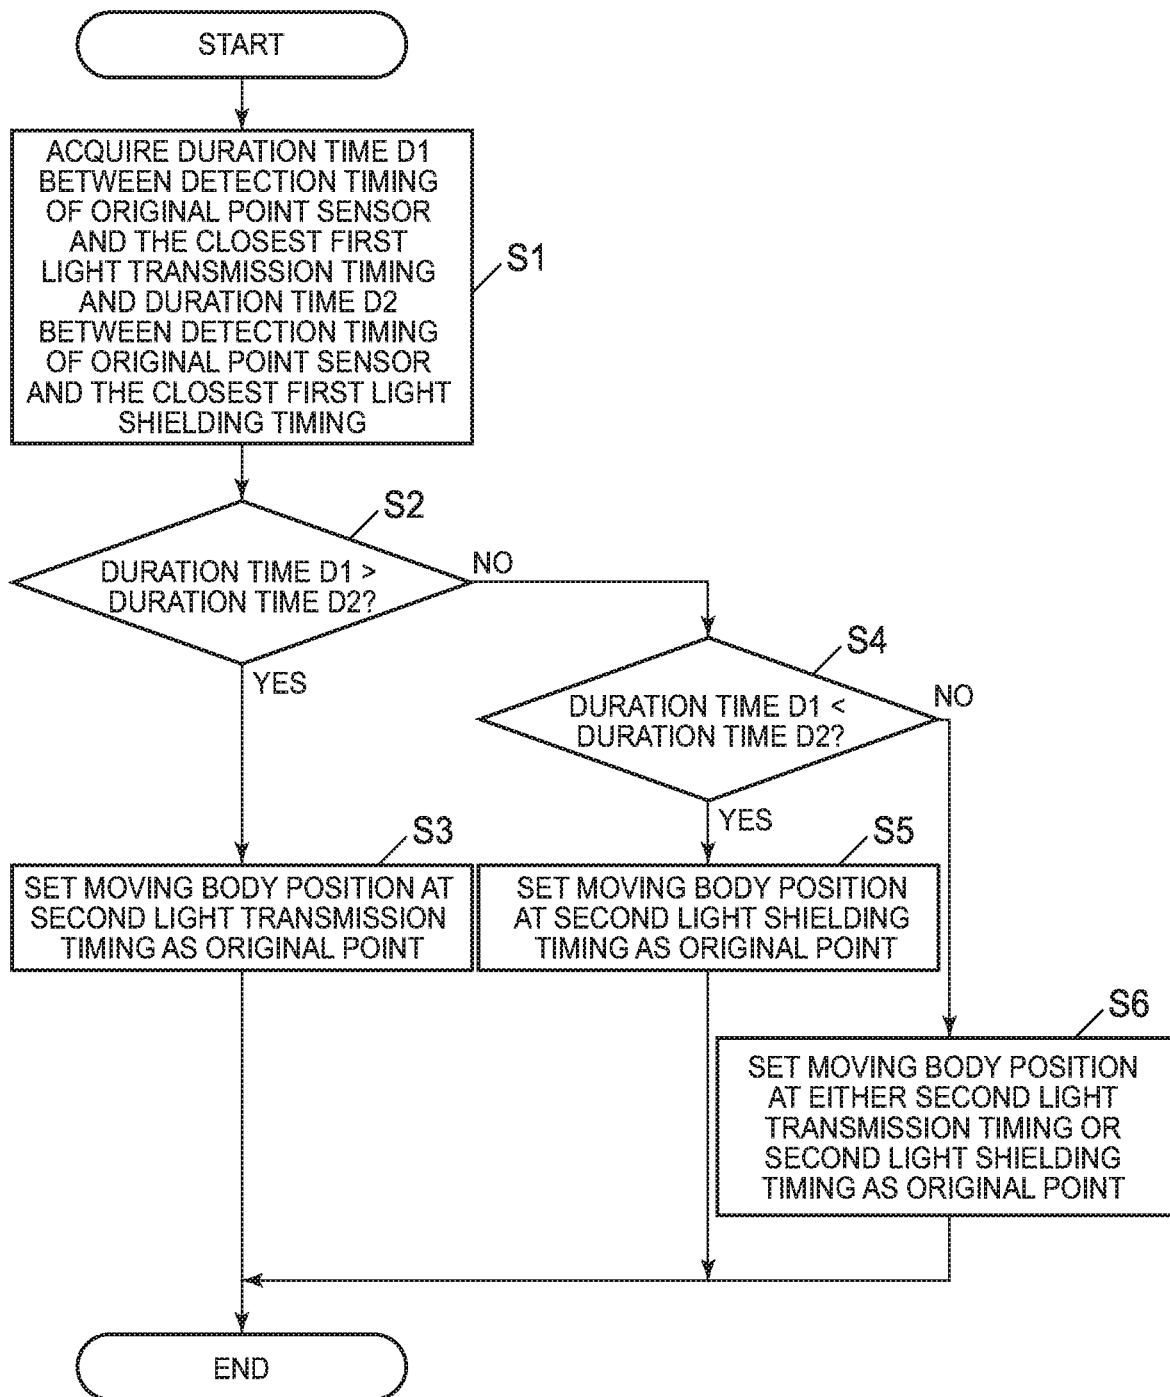 START
ACQUIRE DURATION TIME D1
BETWEEN DETECTION TIMING
OF ORIGINAL POINT SENSOR
AND THE CLOSEST FIRST
LIGHT TRANSMISSION TIMING
AND DURATION TIME D2
BETWEEN DETECTION TIMING
OF ORIGINAL POINT SENSOR
AND THE CLOSEST FIRST LIGHT
SHIELDING TIMING
S1
S2
DURATION TIME D1 >
DURATION TIME D2?
NO
YES
S4
DURATION TIME D1 <
DURATION TIME D2?
NO
YES
S3
SET MOVING BODY POSITION AT
SECOND LIGHT TRANSMISSION
TIMING AS ORIGINAL POINT
S5
SET MOVING BODY POSITION
AT SECOND LIGHT SHIELDING
TIMING AS ORIGINAL POINT
S6
SET MOVING BODY POSITION
AT EITHER SECOND LIGHT
TRANSMISSION TIMING OR
SECOND LIGHT SHIELDING
TIMING AS ORIGINAL POINT
END